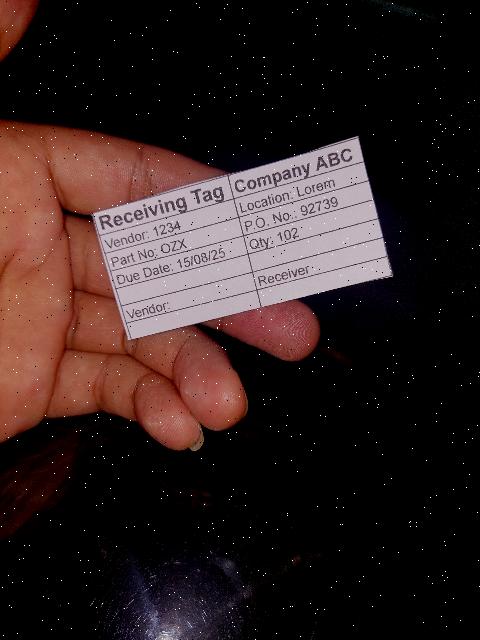 Receiving Tag Company ABC
Vendor: 1234 Location: Lorem
Part No: OZX P.O. No.: 92739
Due Date: 15/08/25 Qty: 102
Vendor: Receiver: